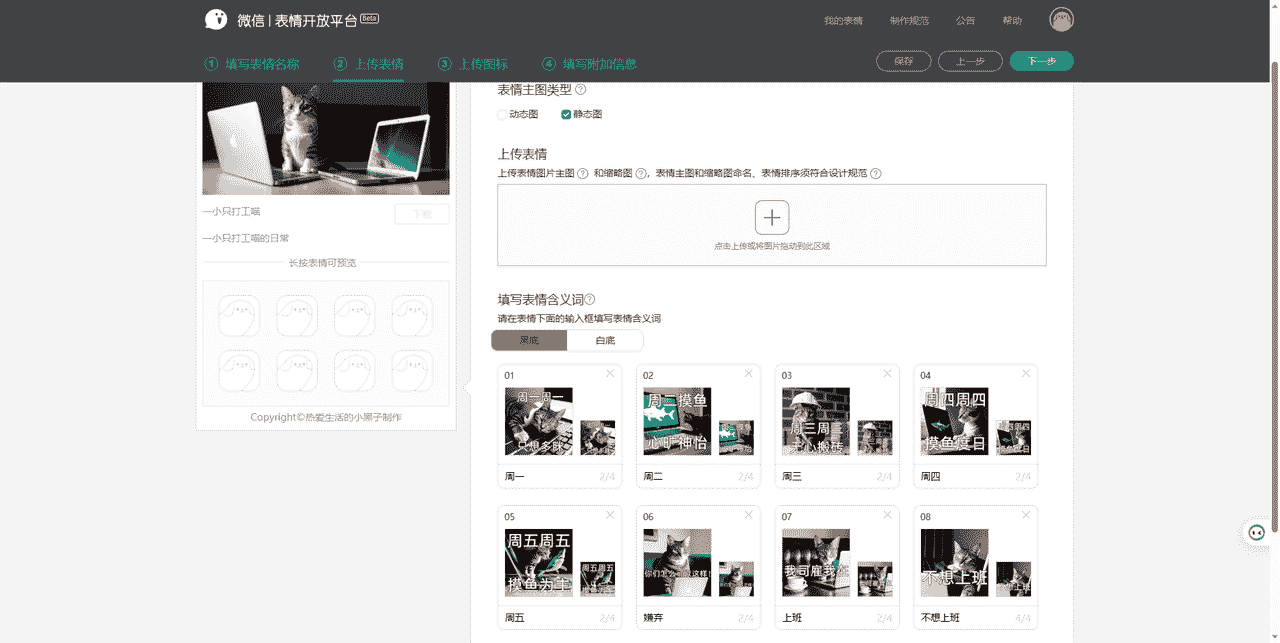 微信 | 表情开放平台 Beta
我的表情 制作规范 公告 帮助
① 填写表情名称 ② 上传表情 ③ 上传图标 ④ 填写附加信息
保存 上一步 下一步
表情主图类型 ?
动态图 静态图
上传表情
上传表情图片主图 ? 和缩略图 ?，表情主图和缩略图命名、表情排序须符合设计规范 ?
点击上传或将图片拖动到此区域
一小只打工喵
下载
一小只打工喵的日常
长按表情可预览
Copyright©热爱生活的小黑子制作
填写表情含义词 ?
请在表情下面的输入框填写表情含义词
黑底 白底
01 02 03 04
周一周一
只想多眠
周二摸鱼
心旷神怡
周三周三
无心搬砖
周四周四
摸鱼度日
周一 2/4 周二 2/4 周三 2/4 周四 2/4
05 06 07 08
周五周五
摸鱼为主
不想上班
周五 2/4 嫌弃 2/4 上班 2/4 不想上班 4/4